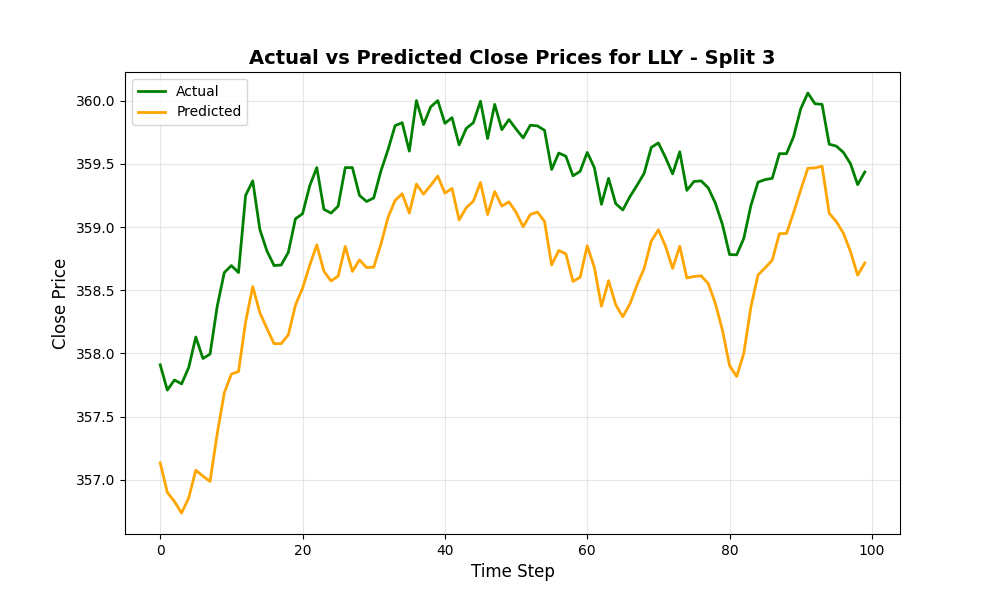 Actual vs Predicted Close Prices for LLY - Split 3
Actual
Predicted
Close Price
360.0
359.5
359.0
358.5
358.0
357.5
357.0
0 20 40 60 80 100
Time Step